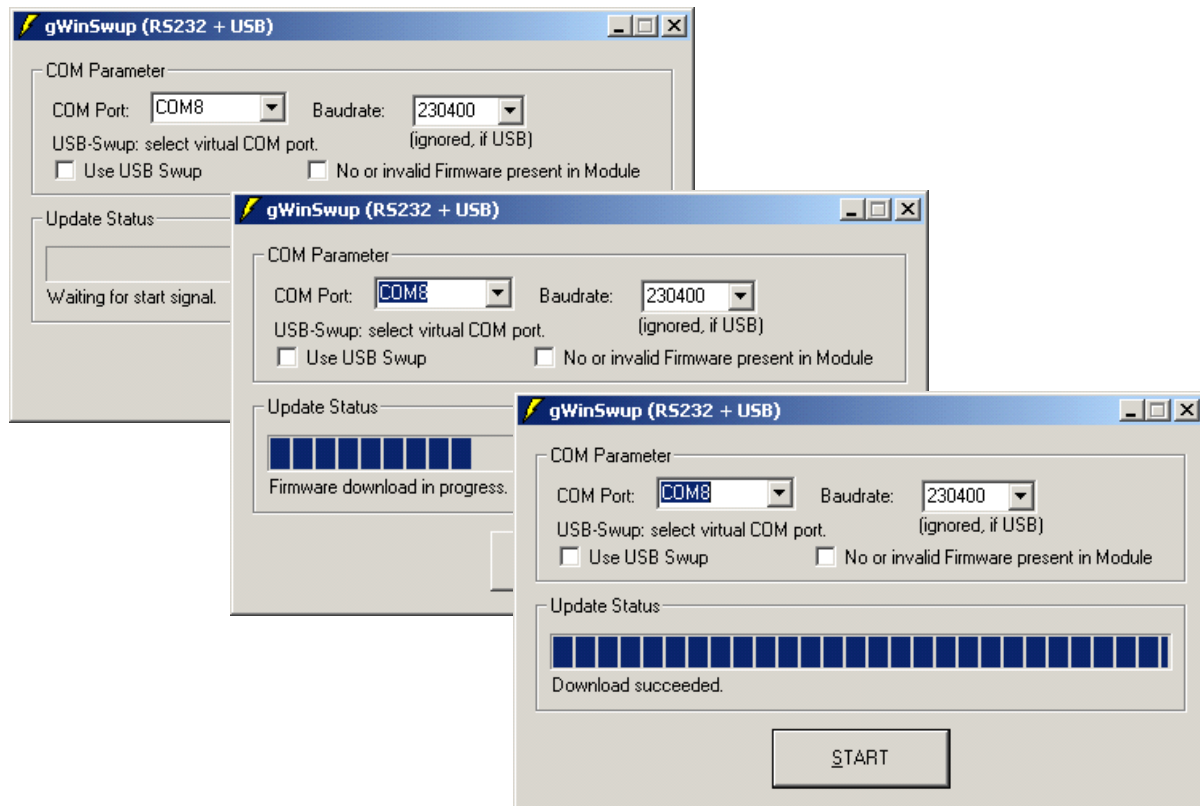 gWinSwup (RS232 + USB)
COM Parameter
COM Port: COM8 Baudrate: 230400
USB-Swup: select virtual COM port. (ignored, if USB)
Use USB Swup No or invalid Firmware present in Module
Update Status
Waiting for start signal.
gWinSwup (RS232 + USB)
COM Parameter
COM Port: COM8 Baudrate: 230400
USB-Swup: select virtual COM port. (ignored, if USB)
Use USB Swup No or invalid Firmware present in Module
Update Status
Firmware download in progress.
gWinSwup (RS232 + USB)
COM Parameter
COM Port: COM8 Baudrate: 230400
USB-Swup: select virtual COM port. (ignored, if USB)
Use USB Swup No or invalid Firmware present in Module
Update Status
Download succeeded.
START